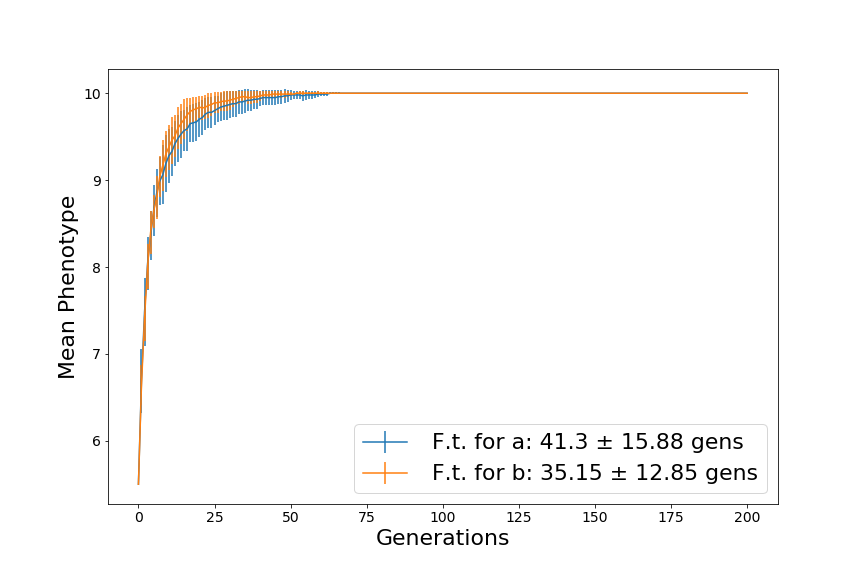 10
9
8
7
6
Mean Phenotype
F.t. for a: 41.3 ± 15.88 gens
F.t. for b: 35.15 ± 12.85 gens
0 25 50 75 100 125 150 175 200
Generations